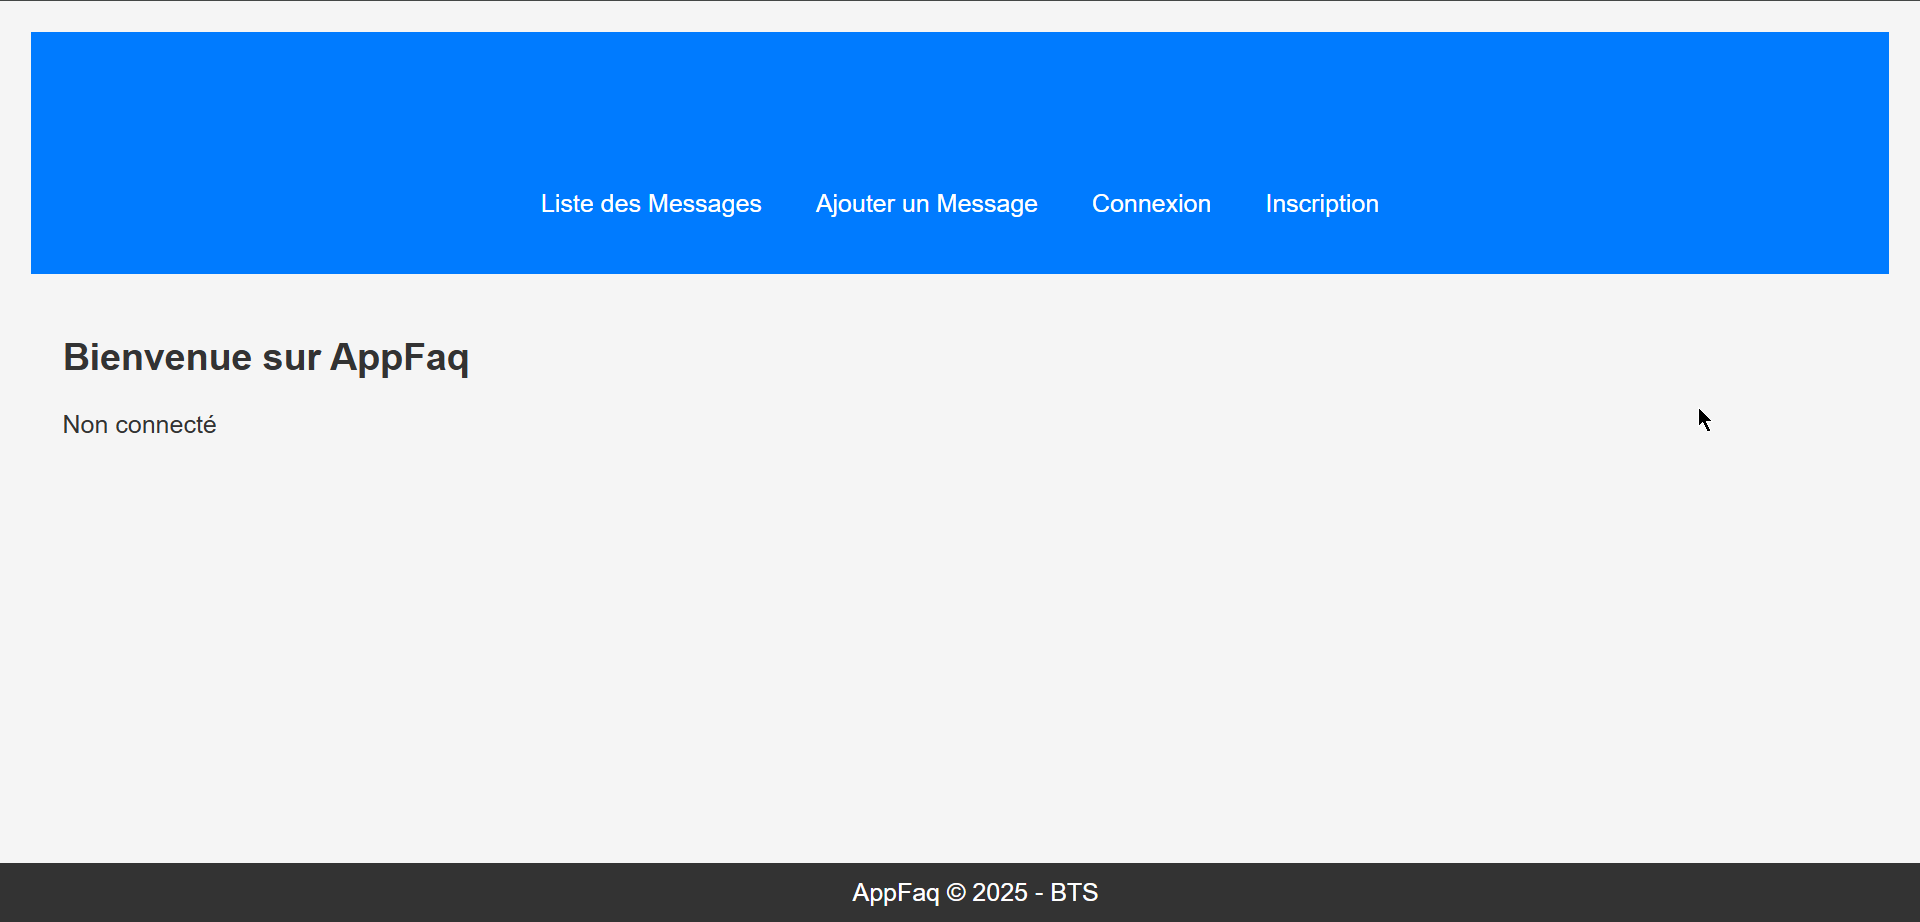 Liste des Messages Ajouter un Message Connexion Inscription
Bienvenue sur AppFaq
Non connecté
AppFaq © 2025 - BTS